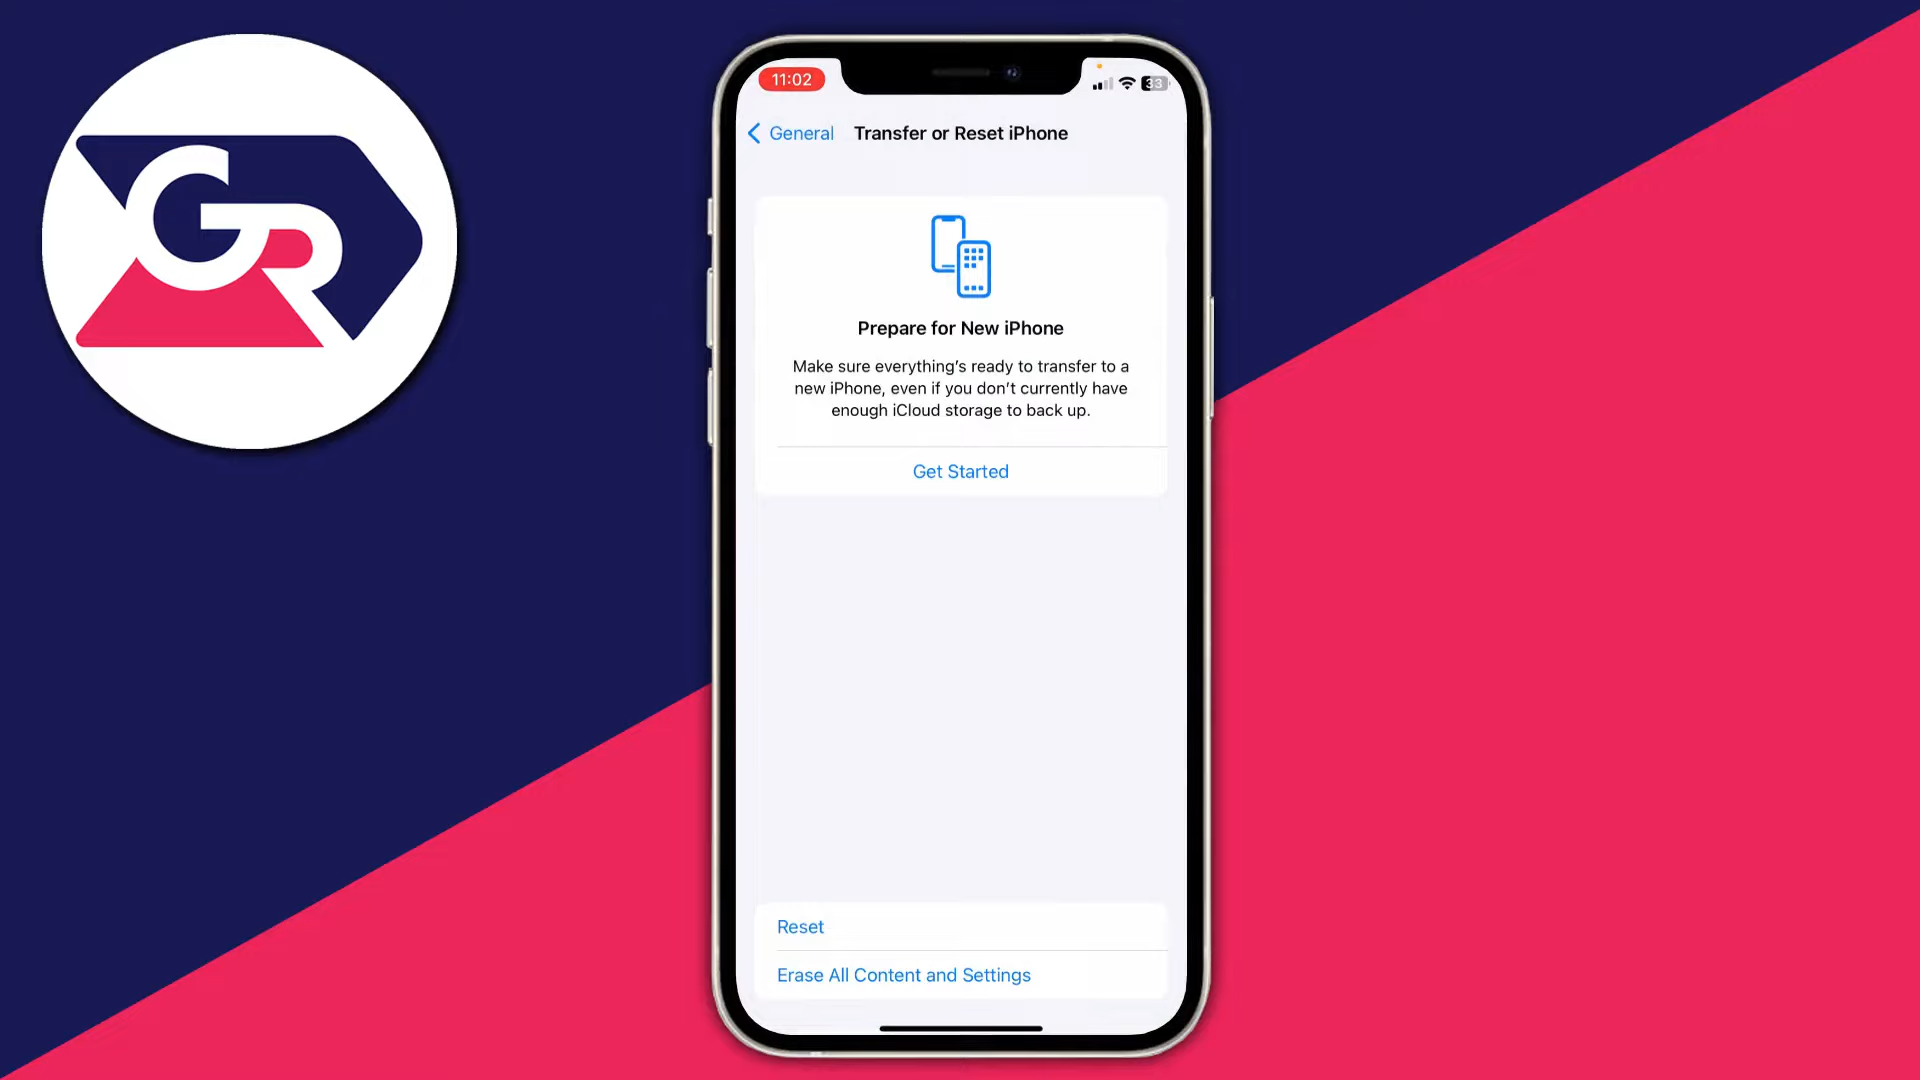 GR
11:02
33
General
Transfer or Reset iPhone
Prepare for New iPhone
Make sure everything’s ready to transfer to a
new iPhone, even if you don’t currently have
enough iCloud storage to back up.
Get Started
Reset
Erase All Content and Settings